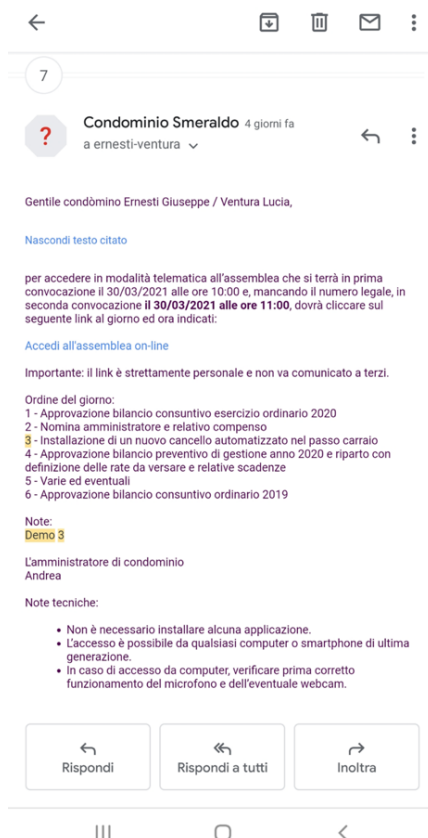 7
?
Condominio Smeraldo 4 giorni fa
a ernesti-ventura
Gentile condòmino Ernesti Giuseppe / Ventura Lucia,
Nascondi testo citato
per accedere in modalità telematica all'assemblea che si terrà in prima
convocazione il 30/03/2021 alle ore 10:00 e, mancando il numero legale, in
seconda convocazione il 30/03/2021 alle ore 11:00, dovrà cliccare sul
seguente link al giorno ed ora indicati:
Accedi all'assemblea on-line
Importante: il link è strettamente personale e non va comunicato a terzi.
Ordine del giorno:
1 - Approvazione bilancio consuntivo esercizio ordinario 2020
2 - Nomina amministratore e relativo compenso
3 - Installazione di un nuovo cancello automatizzato nel passo carraio
4 - Approvazione bilancio preventivo di gestione anno 2020 e riparto con
definizione delle rate da versare e relative scadenze
5 - Varie ed eventuali
6 - Approvazione bilancio consuntivo ordinario 2019
Note:
Demo 3
L'amministratore di condominio
Andrea
Note tecniche:
• Non è necessario installare alcuna applicazione.
• L'accesso è possibile da qualsiasi computer o smartphone di ultima
generazione.
• In caso di accesso da computer, verificare prima corretto
funzionamento del microfono e dell'eventuale webcam.
Rispondi
Rispondi a tutti
Inoltra